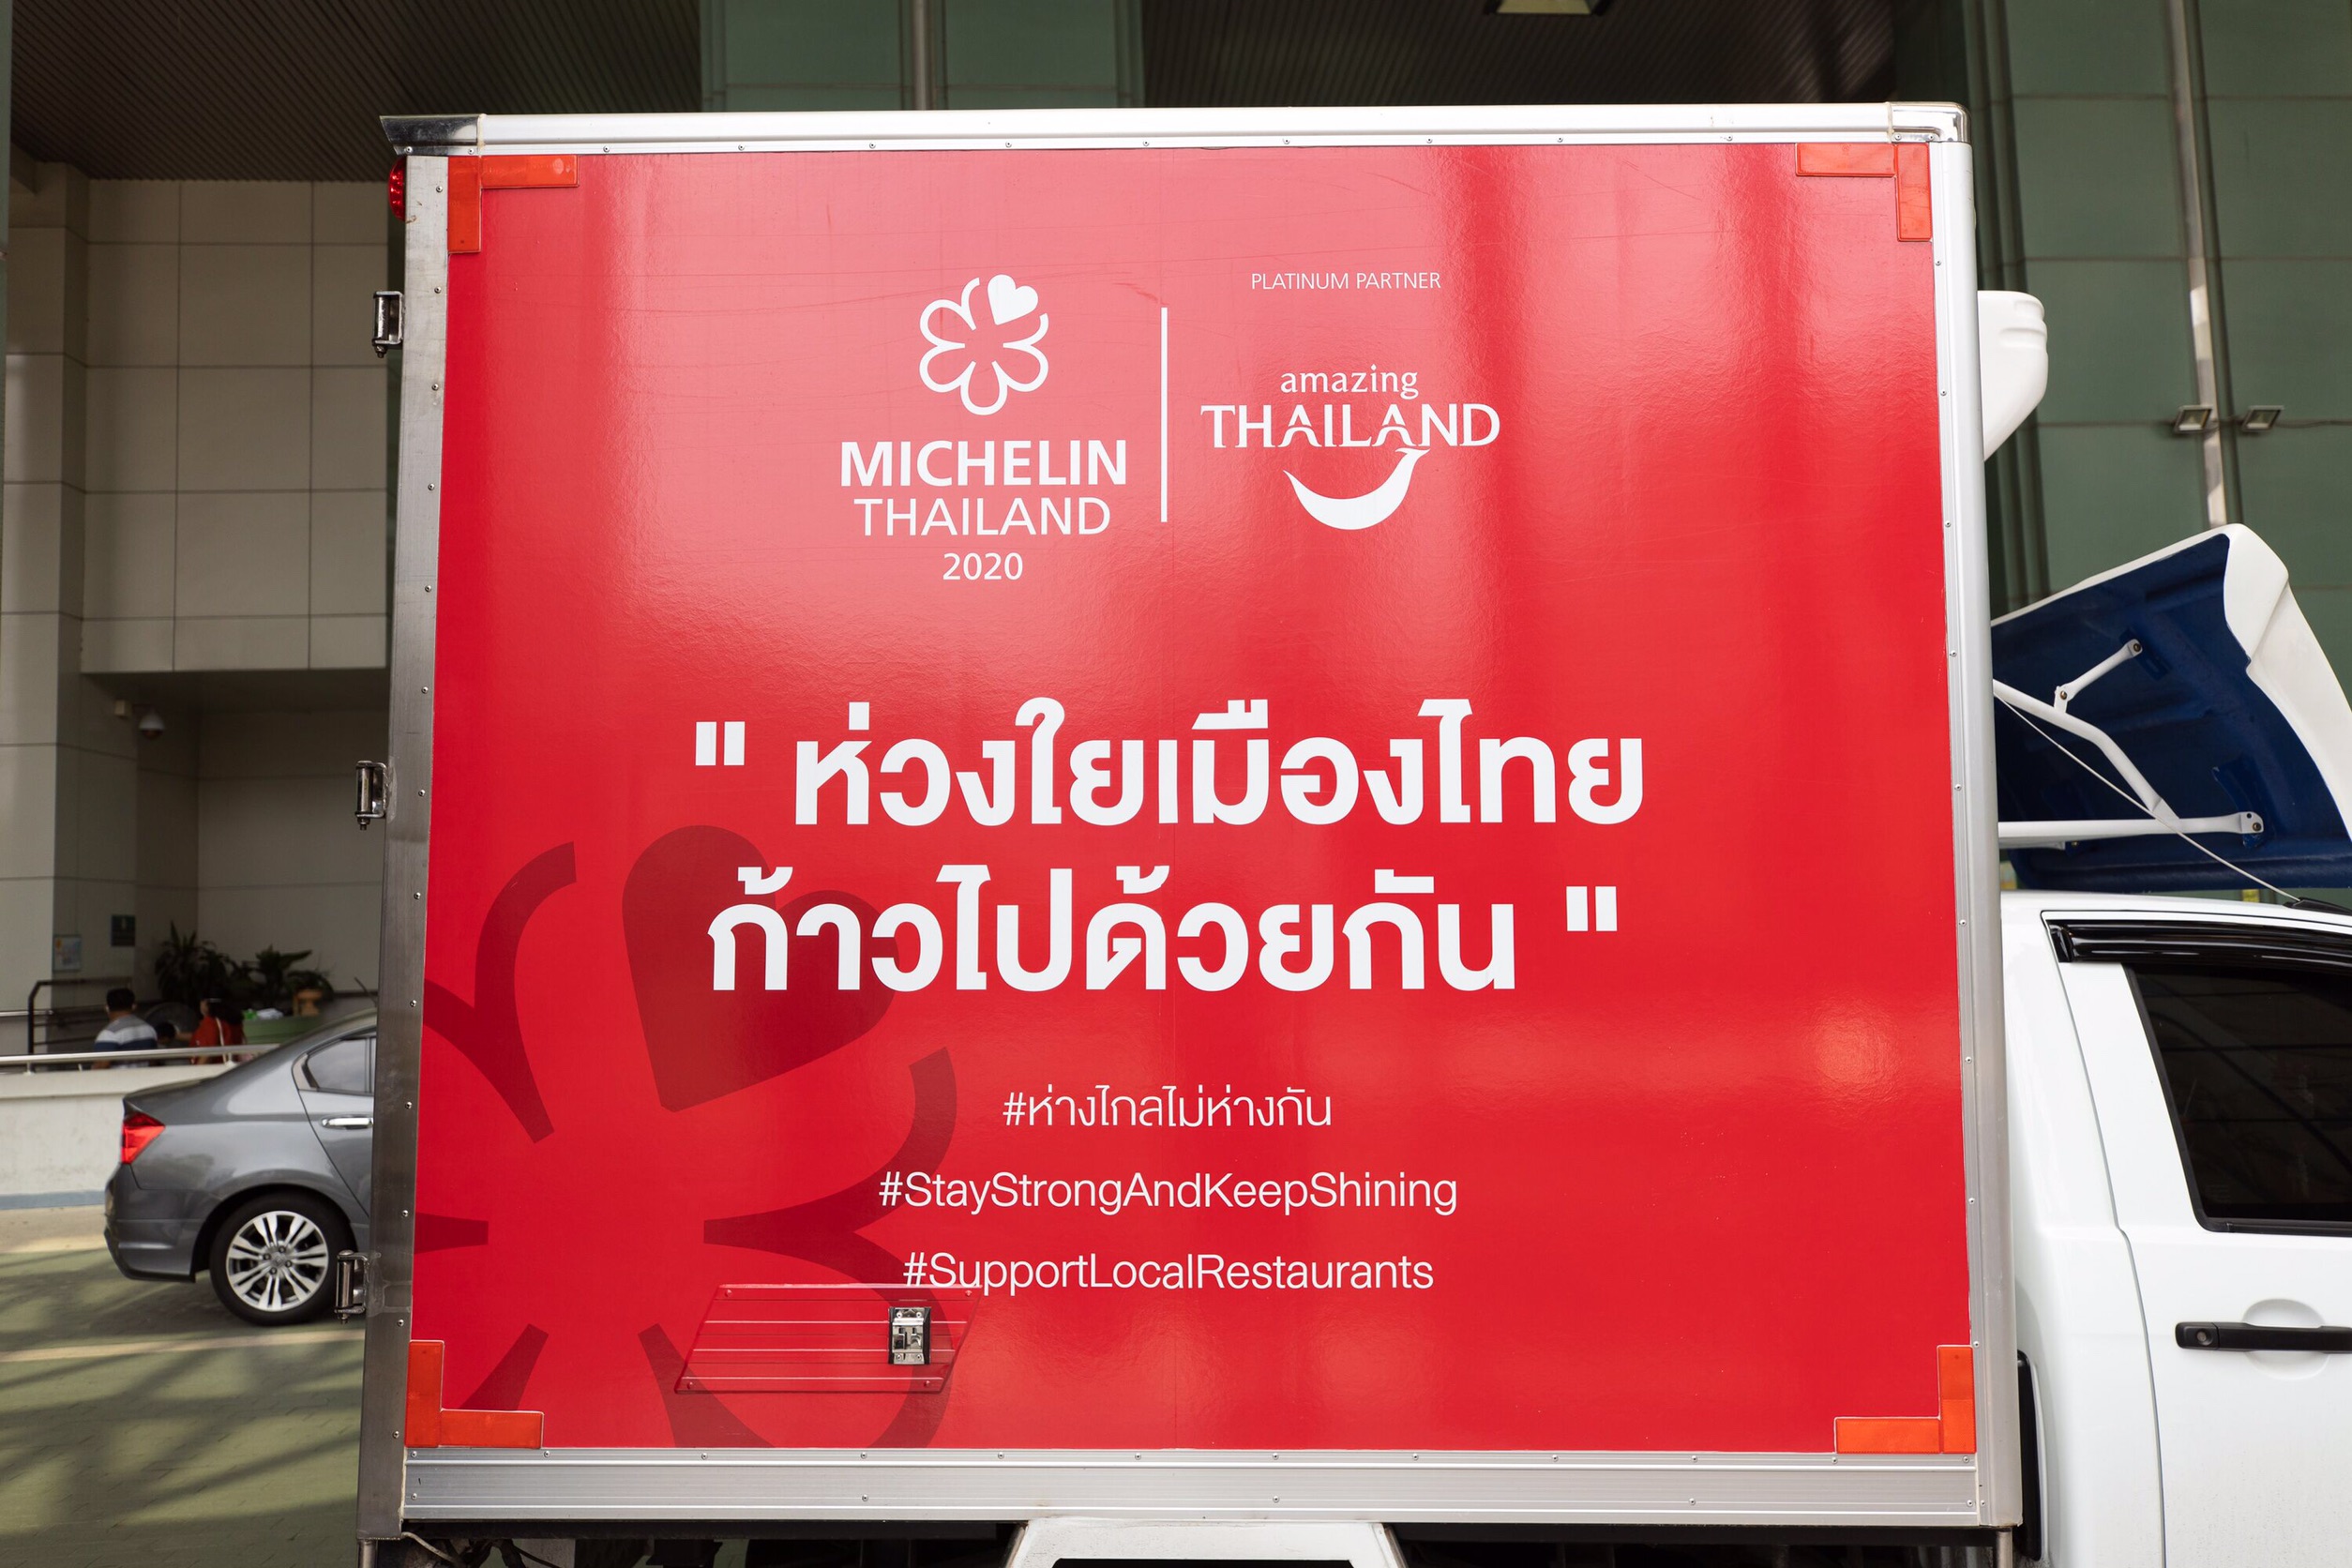 PLATINUM PARTNER
amazing
THAILAND
MICHELIN
THAILAND
2020
" ห่วงใยเมืองไทย
ก้าวไปด้วยกัน "
#ห่างไกลไม่ห่างกัน
#StayStrongAndKeepShining
#SupportLocalRestaurants